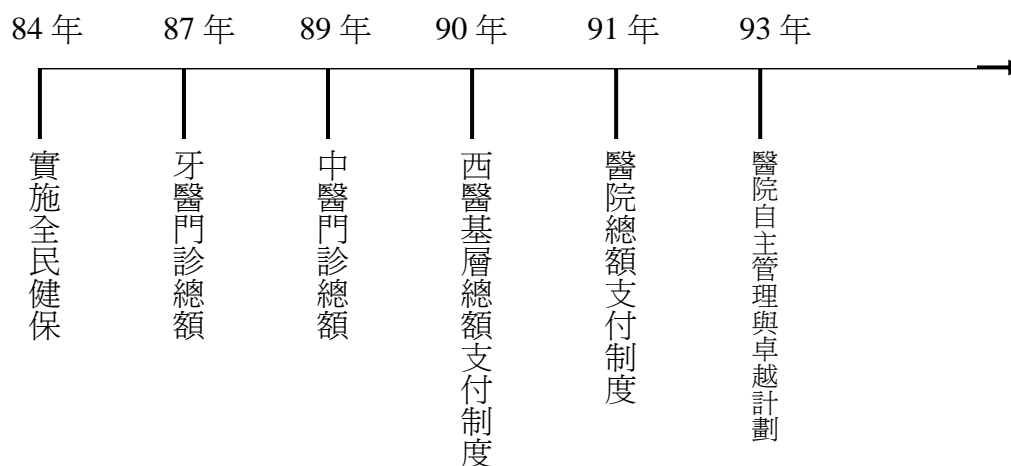 84 年 87 年 89 年 90 年 91 年 93 年
實施全民健保
牙醫門診總額
中醫門診總額
西醫基層總額支付制度
醫院總額支付制度
醫院自主管理與卓越計劃